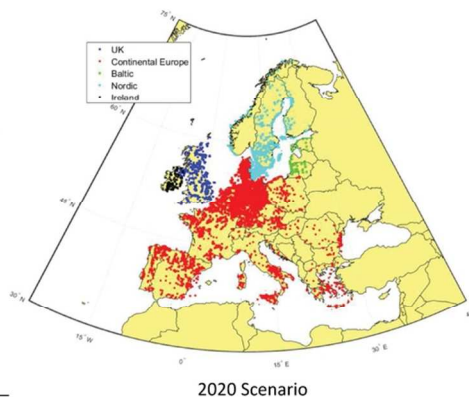 75° N
UK
Continental Europe
Baltic
Nordic
Ireland
60° N
45° N
30° N
15° W
0°
15° E
30° E
2020 Scenario